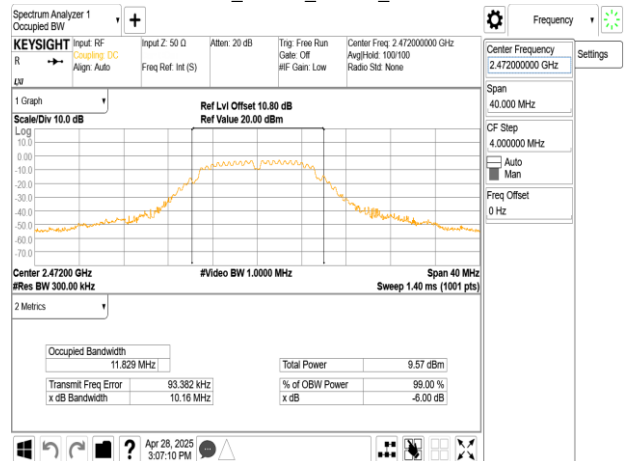 Spectrum Analyzer 1
Occupied BW
+
Frequency
KEYSIGHT
R
LXI
Input: RF
Coupling: DC
Align: Auto
Input Z: 50 Ω
Freq Ref: Int (S)
Atten: 20 dB
Trig: Free Run
Gate: Off
#IF Gain: Low
Center Freq: 2.472000000 GHz
Avg|Hold: 100/100
Radio Std: None
Center Frequency
2.472000000 GHz
Settings
Span
40.000 MHz
CF Step
4.000000 MHz
Auto
Man
Freq Offset
0 Hz
1 Graph
Scale/Div 10.0 dB
Ref Lvl Offset 10.80 dB
Ref Value 20.00 dBm
Log
10.0
0.00
-10.0
-20.0
-30.0
-40.0
-50.0
-60.0
-70.0
Center 2.47200 GHz
#Res BW 300.00 kHz
#Video BW 1.0000 MHz
Span 40 MHz
Sweep 1.40 ms (1001 pts)
2 Metrics
Occupied Bandwidth
11.829 MHz
Total Power 9.57 dBm
Transmit Freq Error 93.382 kHz
% of OBW Power 99.00 %
x dB Bandwidth 10.16 MHz
x dB -6.00 dB
?
Apr 28, 2025
3:07:10 PM